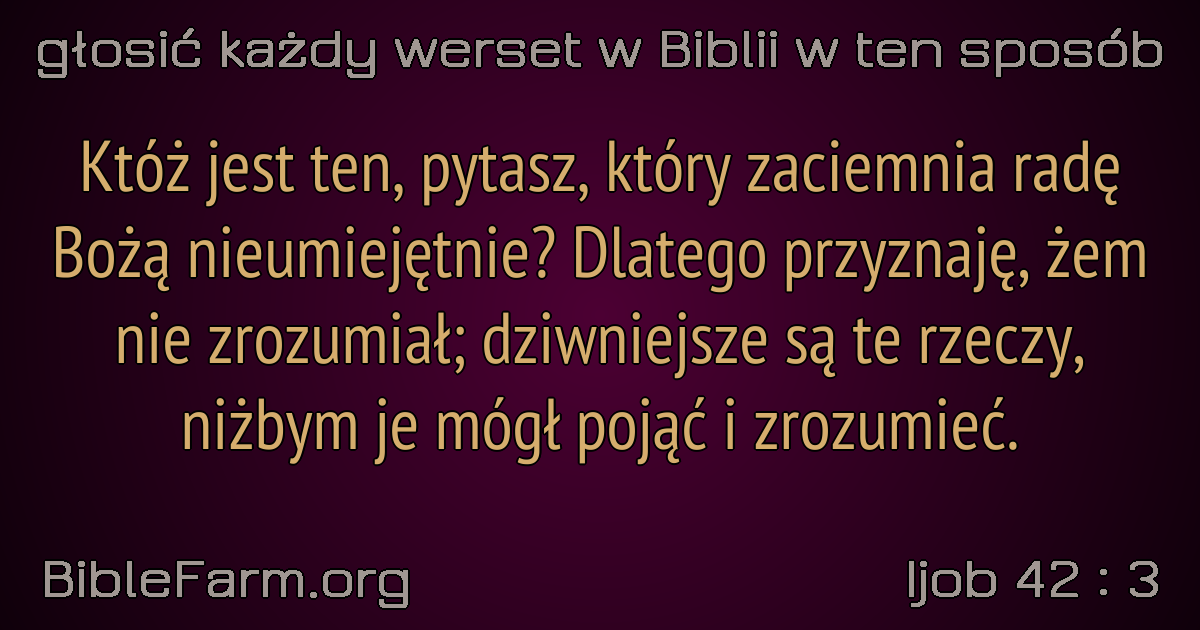 głosić każdy werset w Biblii w ten sposób
Któż jest ten, pytasz, który zaciemnia radę
Bożą nieumiejętnie? Dlatego przyznaję, żem
nie zrozumiał; dziwniejsze są te rzeczy,
niżbym je mógł pojąć i zrozumieć.
BibleFarm.org
Ijob 42 : 3